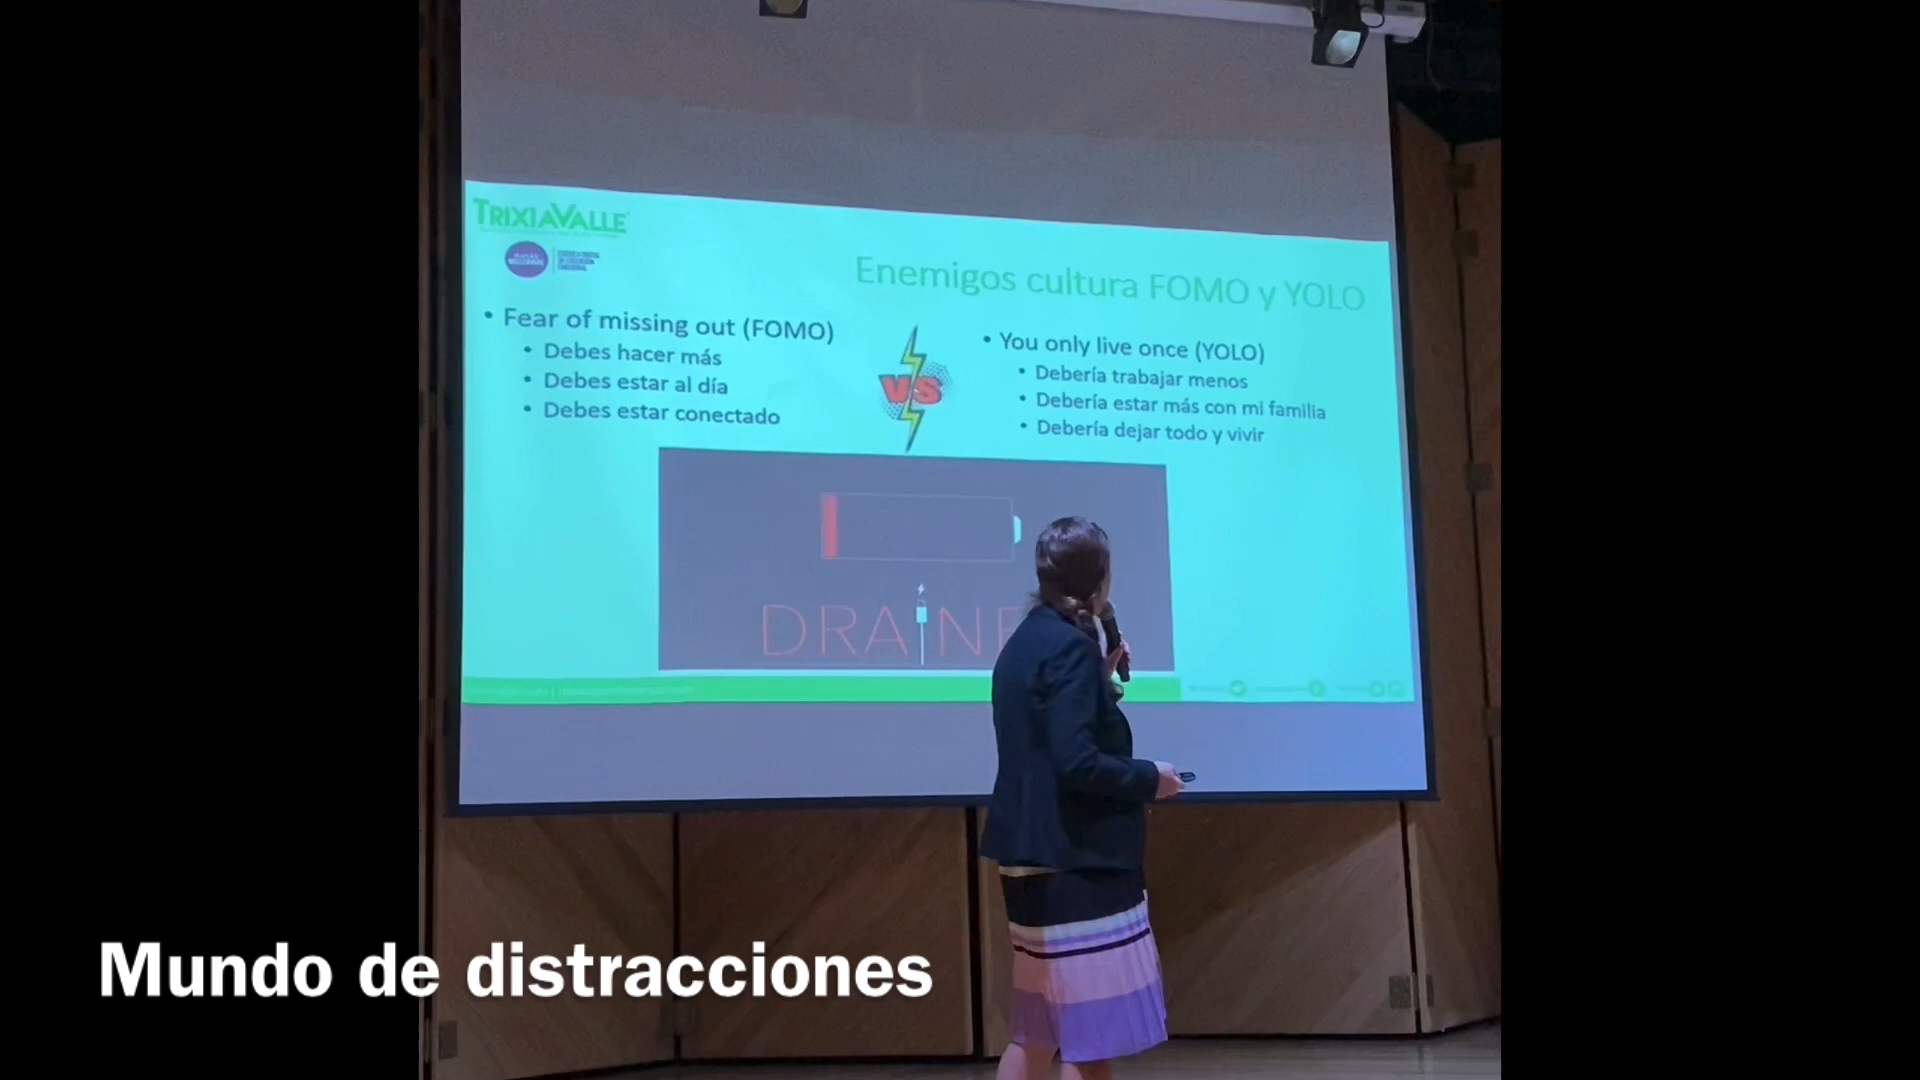 TRIXIAVALLE
Enemigos cultura FOMO y YOLO
• Fear of missing out (FOMO)
• Debes hacer más
• Debes estar al día
• Debes estar conectado
VS
• You only live once (YOLO)
• Debería trabajar menos
• Debería estar más con mi familia
• Debería dejar todo y vivir
DRAINE
Mundo de distracciones